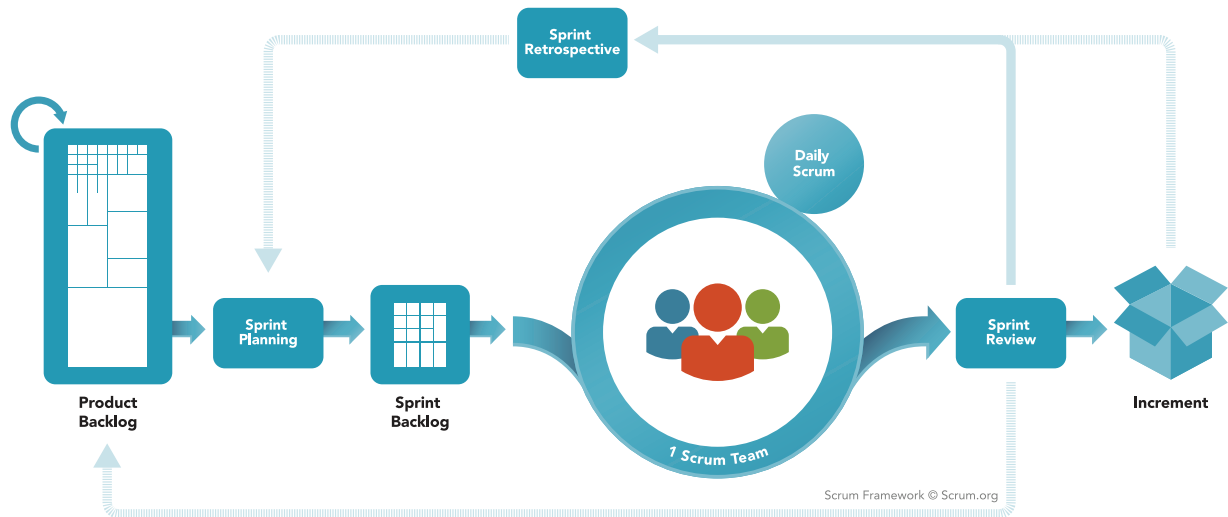 Sprint
Retrospective
Daily
Scrum
Sprint
Planning
Sprint
Review
Product
Backlog
Sprint
Backlog
Increment
1 Scrum Team
Scrum Framework © Scrum.org